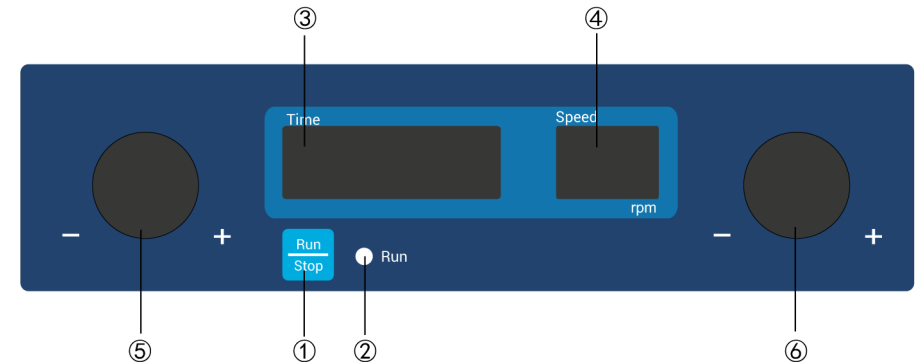 ③ ④
Time Speed
rpm
− + − +
Run
Stop
Run
⑤ ① ② ⑥